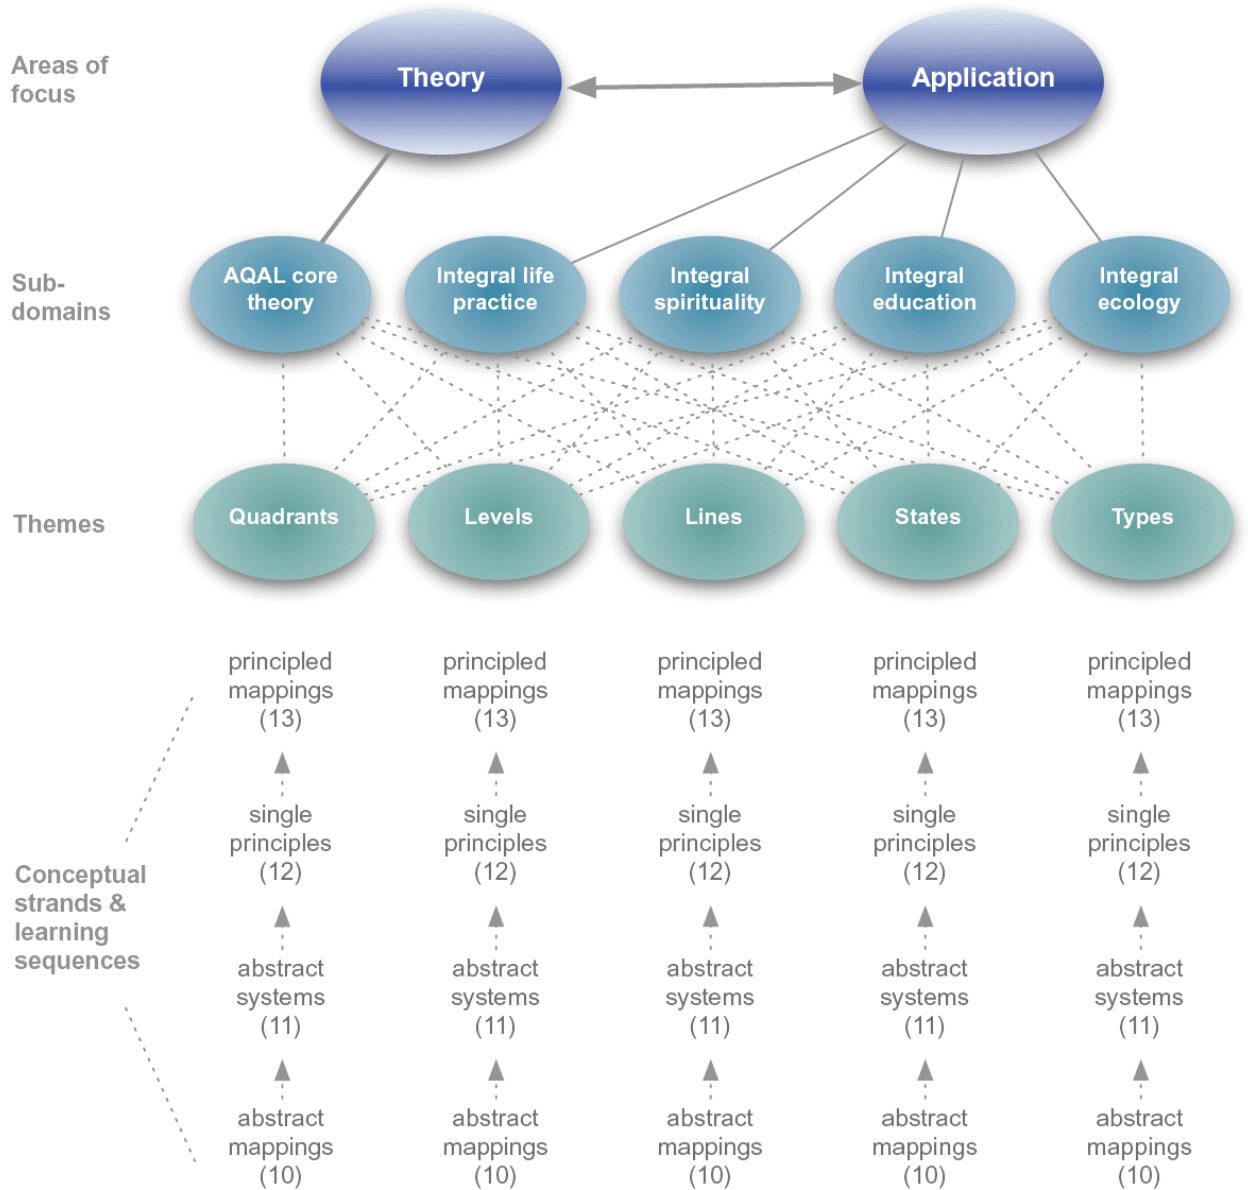 Areas of
focus
Theory
Application
Sub-
domains
AQAL core
theory
Integral life
practice
Integral
spirituality
Integral
education
Integral
ecology
Themes
Quadrants
Levels
Lines
States
Types
Conceptual
strands &
learning
sequences
principled
mappings
(13)
principled
mappings
(13)
principled
mappings
(13)
principled
mappings
(13)
principled
mappings
(13)
single
principles
(12)
single
principles
(12)
single
principles
(12)
single
principles
(12)
single
principles
(12)
abstract
systems
(11)
abstract
systems
(11)
abstract
systems
(11)
abstract
systems
(11)
abstract
systems
(11)
abstract
mappings
(10)
abstract
mappings
(10)
abstract
mappings
(10)
abstract
mappings
(10)
abstract
mappings
(10)